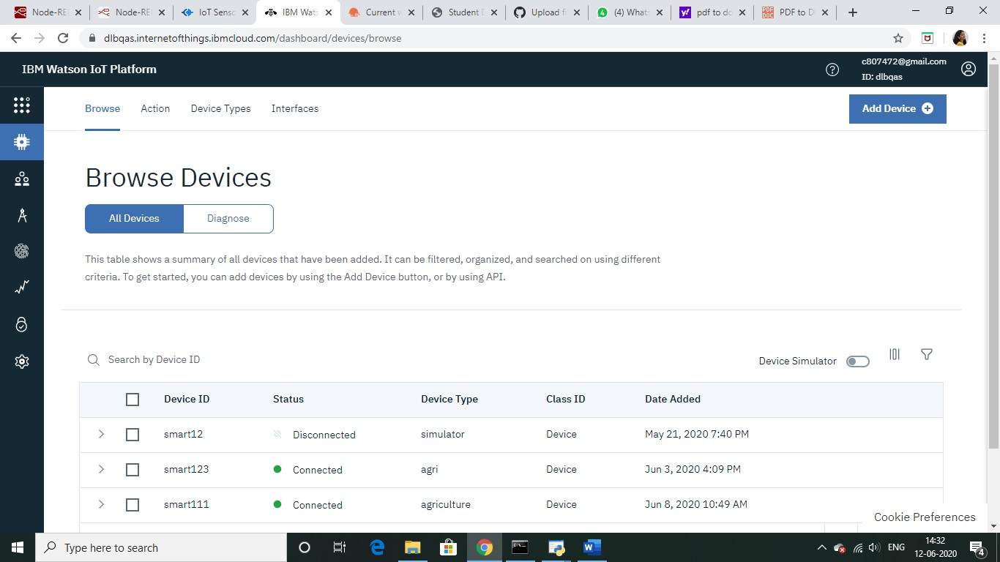 Node-RE
Node-RE
IoT Senso
IBM Wats
Current w
Student D
Upload fi
(4) Whats
pdf to do
PDF to D
dlbqas.internetofthings.ibmcloud.com/dashboard/devices/browse
IBM Watson IoT Platform
c807472@gmail.com
ID: dlbqas
Browse
Action
Device Types
Interfaces
Add Device
Browse Devices
All Devices
Diagnose
This table shows a summary of all devices that have been added. It can be filtered, organized, and searched on using different
criteria. To get started, you can add devices by using the Add Device button, or by using API.
Search by Device ID
Device Simulator
Device ID Status Device Type Class ID Date Added
smart12 Disconnected simulator Device May 21, 2020 7:40 PM
smart123 Connected agri Device Jun 3, 2020 4:09 PM
smart111 Connected agriculture Device Jun 8, 2020 10:49 AM
Cookie Preferences
Type here to search
ENG
14:32
12-06-2020
4